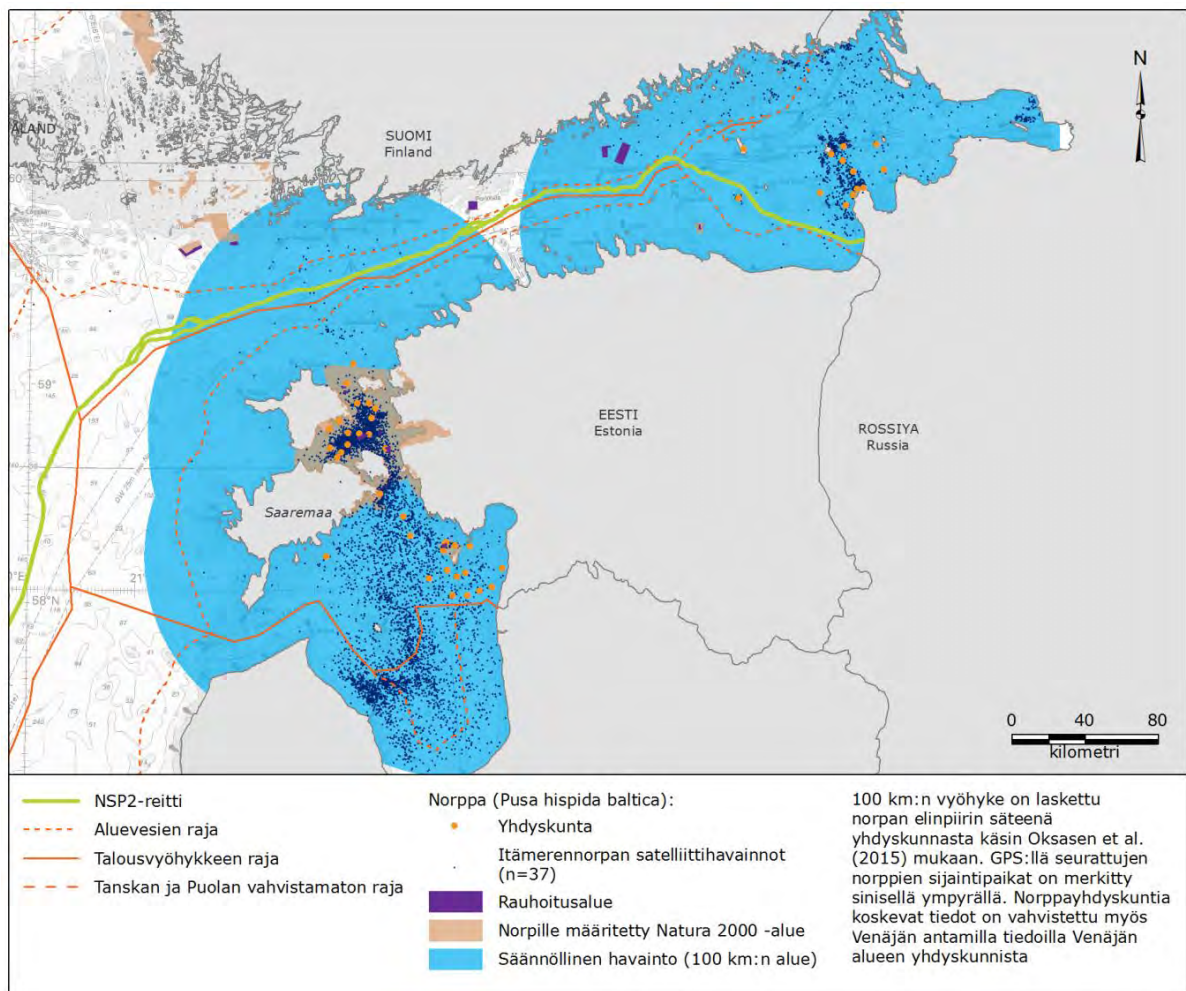 ÅLAND
SUOMI
Finland
N
59°
EESTI
Estonia
ROSSIYA
Russia
Saaremaa
21°
58°N
0 40 80
kilometri
NSP2-reitti
Aluevesien raja
Talousvyöhykkeen raja
Tanskan ja Puolan vahvistamaton raja
Norppa (Pusa hispida baltica):
Yhdyskunta
Itämerennorpan satelliittihavainnot
(n=37)
Rauhoitusalue
Norpille määritetty Natura 2000 -alue
Säännöllinen havainto (100 km:n alue)
100 km:n vyöhyke on laskettu
norpan elinpiirin säteenä
yhdyskunnasta käsin Oksasen et al.
(2015) mukaan. GPS:llä seurattujen
norppien sijaintipaikat on merkitty
sinisellä ympyrällä. Norppayhdyskuntia
koskevat tiedot on vahvistettu myös
Venäjän antamilla tiedoilla Venäjän
alueen yhdyskunnista